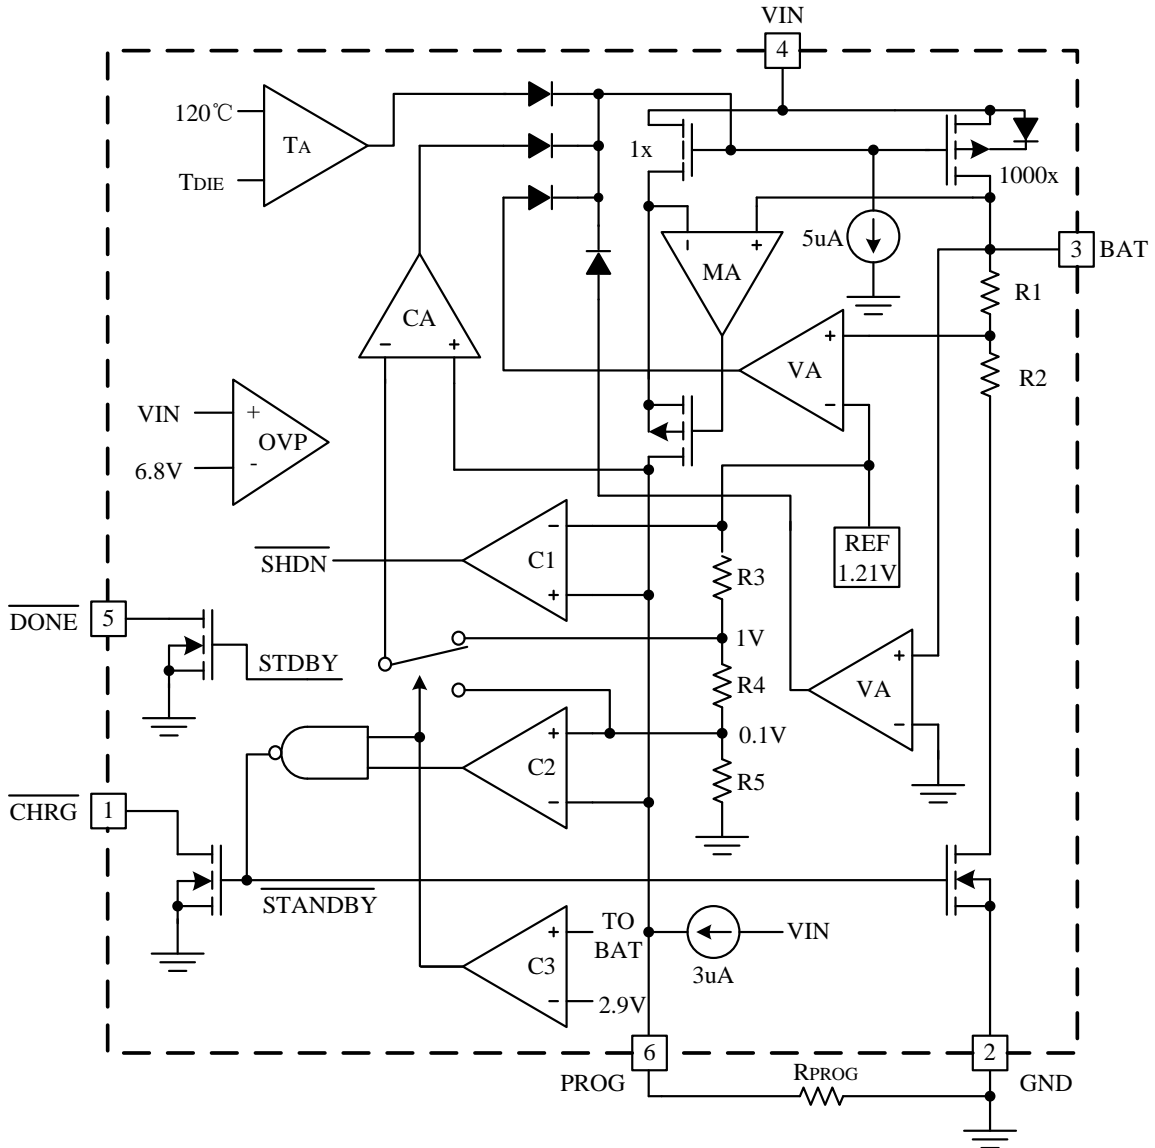 VIN
4
120℃
TA
TDIE
1x
1000x
5uA
3
BAT
MA
- +
R1
CA
- +
VA
+
-
R2
VIN
+
OVP
6.8V
-
REF
1.21V
SHDN
C1
-
+
R3
DONE
5
STDBY
1V
R4
VA
+
-
0.1V
C2
+
-
R5
CHRG
1
STANDBY
TO
BAT
C3
+
-
2.9V
3uA
VIN
6
PROG
RPROG
2
GND